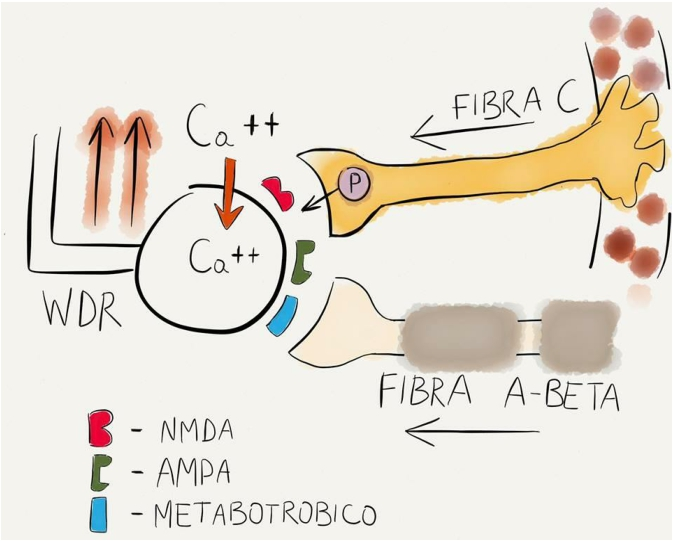 FIBRA C
Ca ++
P
Ca++
WDR
FIBRA A-BETA
- NMDA
- AMPA
- METABOTROBICO